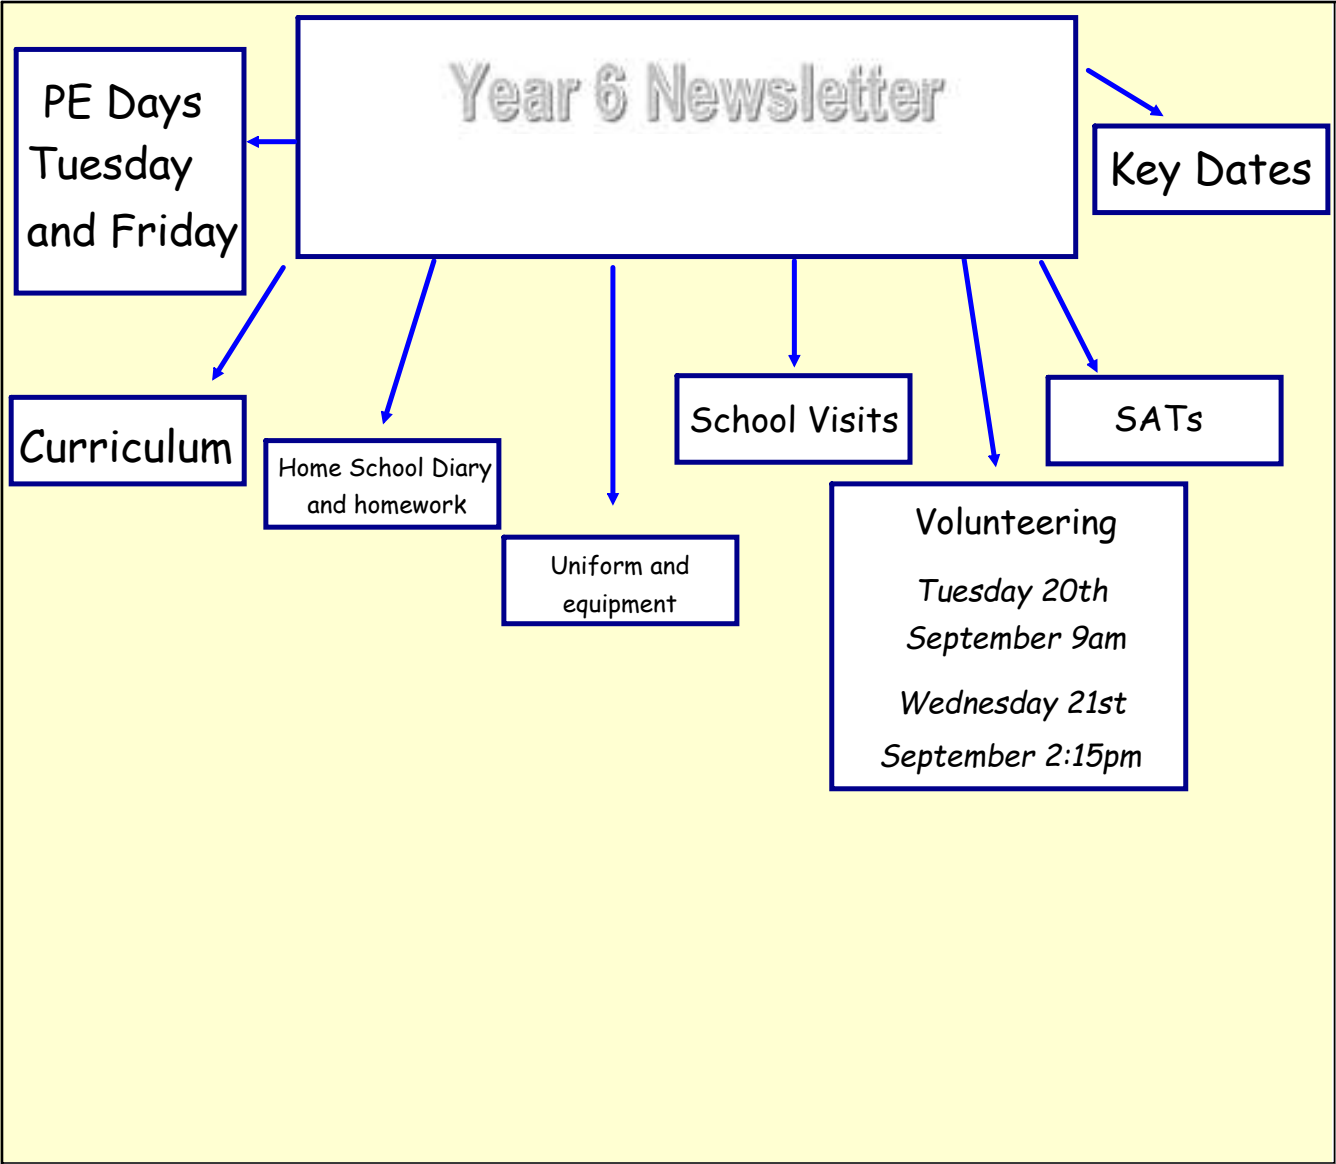 Year 6 Newsletter
PE Days
Tuesday
and Friday
Key Dates
Curriculum
Home School Diary
and homework
Uniform and
equipment
School Visits
SATs
Volunteering
Tuesday 20th
September 9am
Wednesday 21st
September 2:15pm